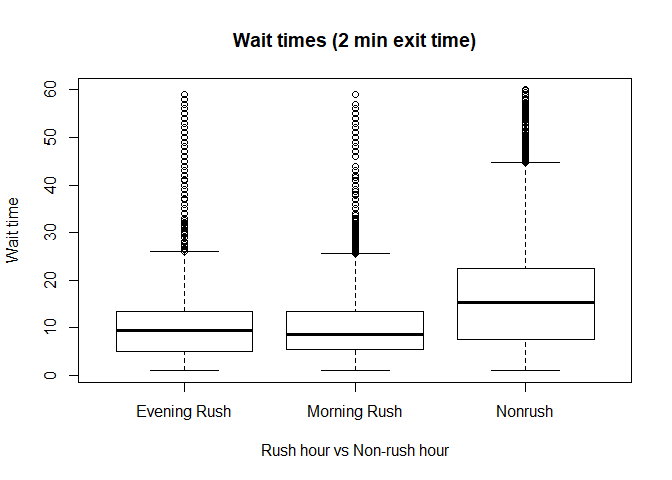 Wait times (2 min exit time)
Wait time
60
50
40
30
20
10
0
Evening Rush
Morning Rush
Nonrush
Rush hour vs Non-rush hour